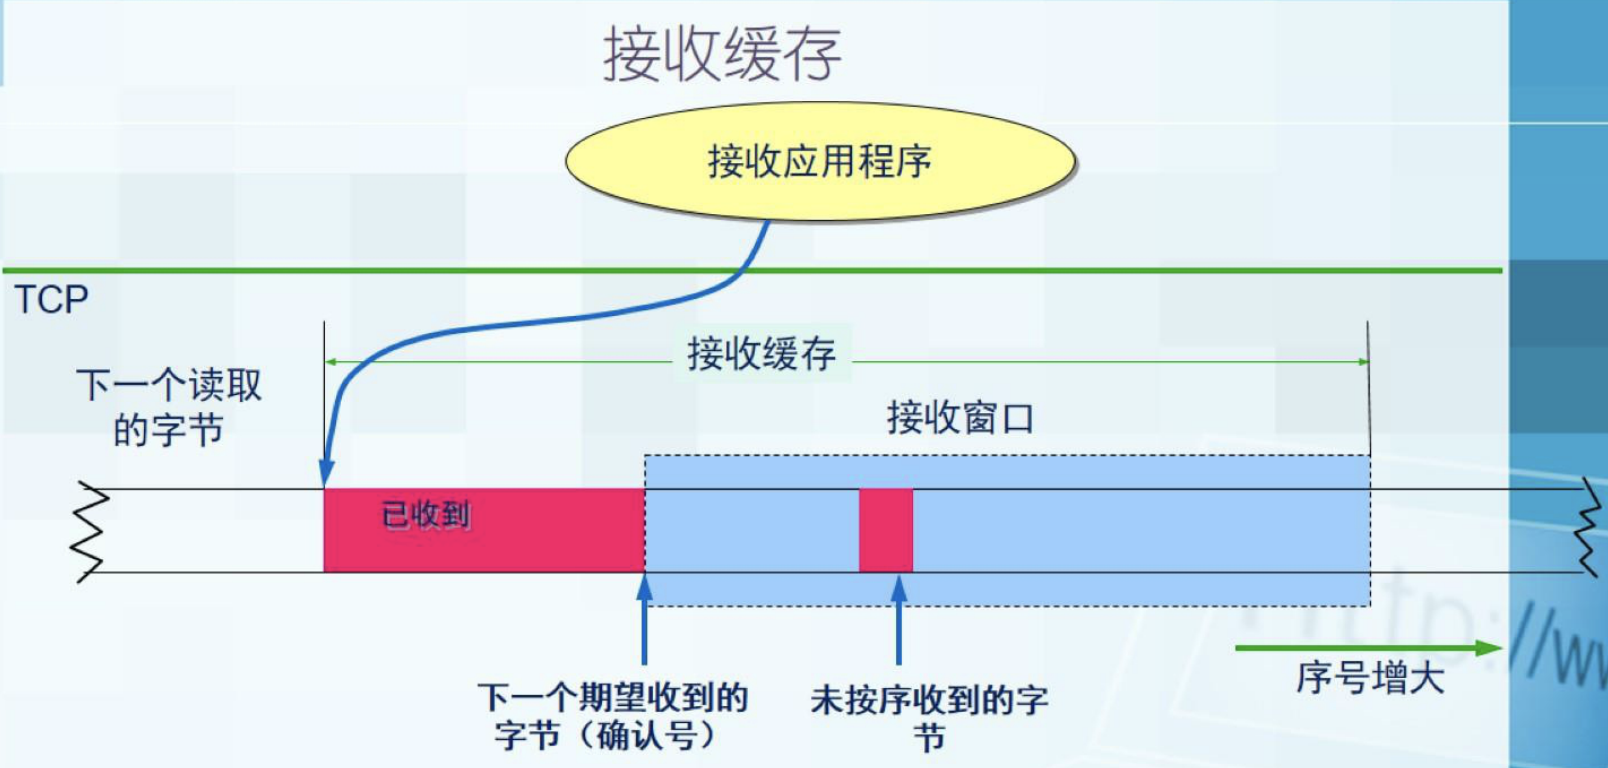 接收缓存
接收应用程序
TCP
接收缓存
下一个读取
的字节
接收窗口
已收到
下一个期望收到的
字节（确认号）
未按序收到的字
节
序号增大
http://ww